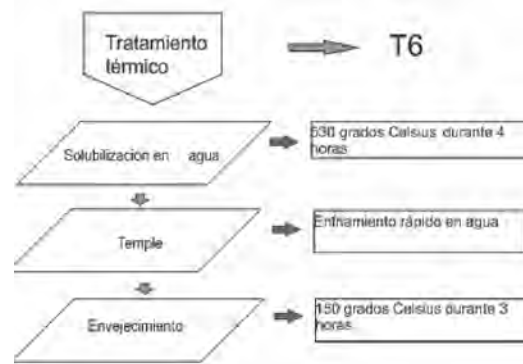 Tratamiento
térmico
T6
Solubilización en agua
530 grados Celsius durante 4
horas
Temple
Enfriamiento rápido en agua
Envejecimiento
150 grados Celsius durante 3
horas.